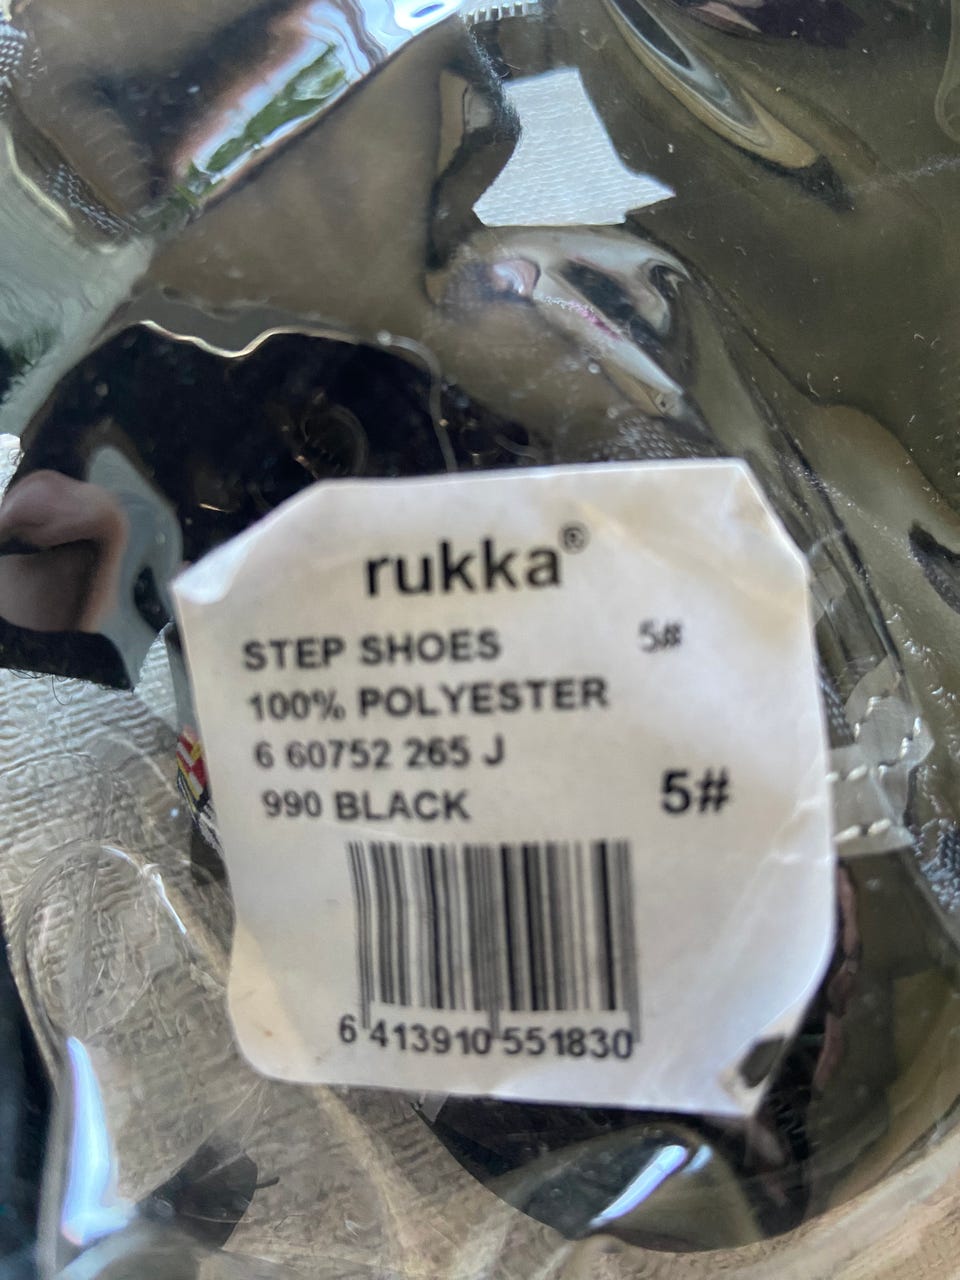 rukka®
STEP SHOES 5#
100% POLYESTER
6 60752 265 J
990 BLACK 5#
6 413910 551830